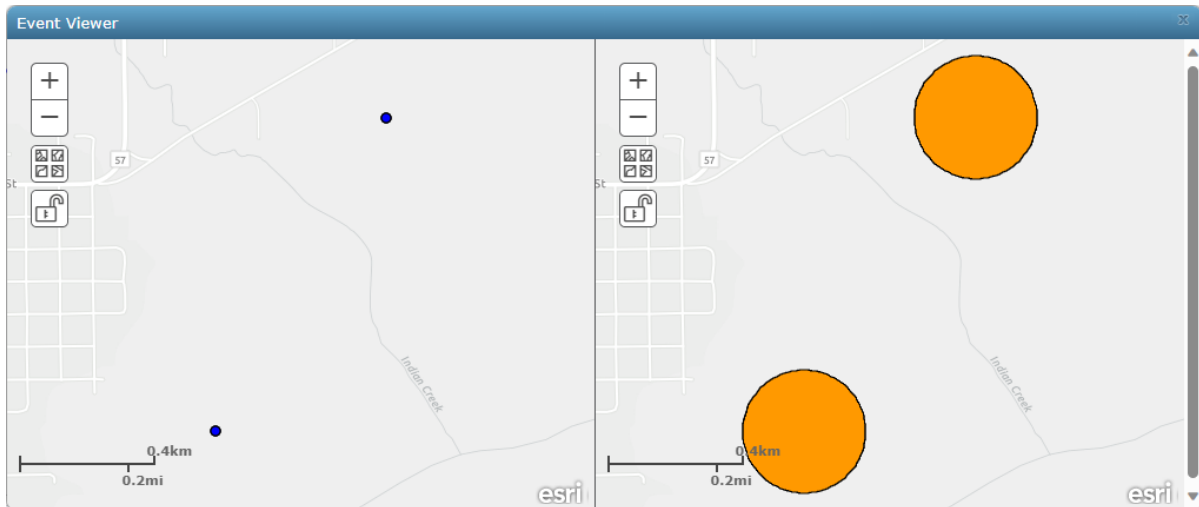 Event Viewer
x
+
+
−
−
57
57
St
St
Indian Creek
Indian Creek
0.4km
0.4km
0.2mi
0.2mi
esri
esri